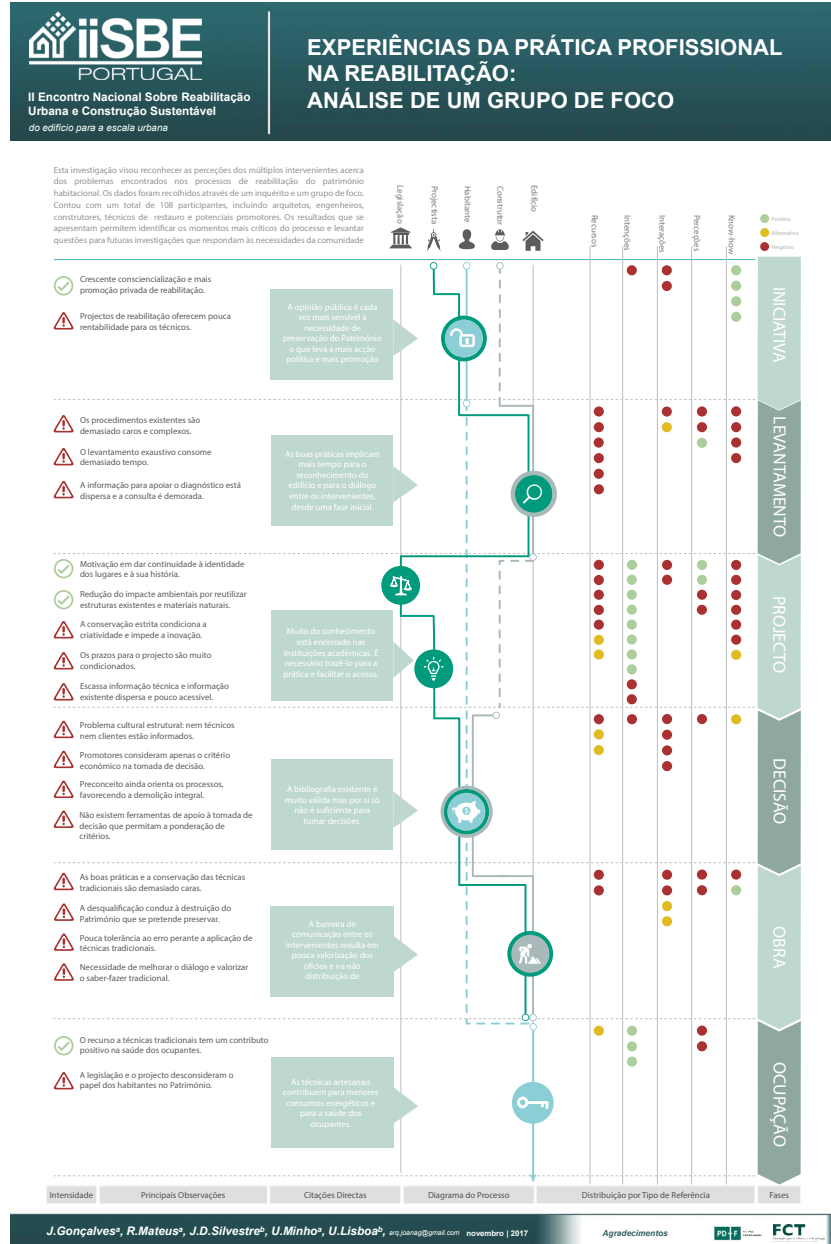 iiSBE
PORTUGAL
II Encontro Nacional Sobre Reabilitação
Urbana e Construção Sustentável
do edifício para a escala urbana
EXPERIÊNCIAS DA PRÁTICA PROFISSIONAL
NA REABILITAÇÃO:
ANÁLISE DE UM GRUPO DE FOCO
Esta investigação visou reconhecer as perceções dos múltiplos intervenientes acerca
dos problemas encontrados nos processos de reabilitação do património
habitacional. Os dados foram recolhidos através de um inquérito e um grupo de foco.
Contou com um total de 108 participantes, incluindo arquitetos, engenheiros,
construtores, técnicos de restauro e potenciais promotores. Os resultados que se
apresentam permitem identificar os momentos mais críticos do processo e levantar
questões para futuras investigações que respondam às necessidades da comunidade
Legislação
Projectista
Habitante
Construtor
Edifício
Recursos
Intenções
Interações
Perceções
Know-how
Positivo
Alternativa
Negativo
Crescente consciencialização e mais
promoção privada de reabilitação.
Projectos de reabilitação oferecem pouca
rentabilidade para os técnicos.
A opinião pública é cada
vez mais sensível à
necessidade de
preservação do Património
o que leva a mais acção
política e mais promoção
INICIATIVA
Os procedimentos existentes são
demasiado caros e complexos.
O levantamento exaustivo consome
demasiado tempo.
A informação para apoiar o diagnóstico está
dispersa e a consulta é demorada.
As boas práticas implicam
mais tempo para o
reconhecimento do
edifício e para o diálogo
entre os intervenientes,
desde uma fase inicial.
LEVANTAMENTO
Motivação em dar continuidade à identidade
dos lugares e à sua história.
Redução do impacte ambientais por reutilizar
estruturas existentes e materiais naturais.
A conservação estrita condiciona a
criatividade e impede a inovação.
Os prazos para o projecto são muito
condicionados.
Escassa informação técnica e informação
existente dispersa e pouco acessível.
Muito do conhecimento
está encerrado nas
instituições académicas. É
necessário trazê-lo para a
prática e facilitar o acesso.
PROJECTO
Problema cultural estrutural: nem técnicos
nem clientes estão informados.
Promotores consideram apenas o critério
económico na tomada de decisão.
Preconceito ainda orienta os processos,
favorecendo a demolição integral.
Não existem ferramentas de apoio à tomada de
decisão que permitam a ponderação de
critérios.
A bibliografia existente é
muito válida mas por si só
não é suficiente para
tomar decisões.
DECISÃO
As boas práticas e a conservação das técnicas
tradicionais são demasiado caras.
A desqualificação conduz à destruição do
Património que se pretende preservar.
Pouca tolerância ao erro perante a aplicação de
técnicas tradicionais.
Necessidade de melhorar o diálogo e valorizar
o saber-fazer tradicional.
A barreira de
comunicação entre os
intervenientes resulta em
pouca valorização dos
ofícios e na não
distribuição de
OBRA
O recurso a técnicas tradicionais tem um contributo
positivo na saúde dos ocupantes.
A legislação e o projecto desconsideram o
papel dos habitantes no Património.
As técnicas artesanais
contribuem para menores
consumos energéticos e
para a saúde dos
ocupantes.
OCUPAÇÃO
Intensidade
Principais Observações
Citações Directas
Diagrama do Processo
Distribuição por Tipo de Referência
Fases
J.Gonçalvesª, R.Mateusª, J.D.Silvestreᵇ, U.Minhoª, U.Lisboaᵇ, arq.joanag@gmail.com novembro | 2017
Agradecimentos
PD+F
FCT